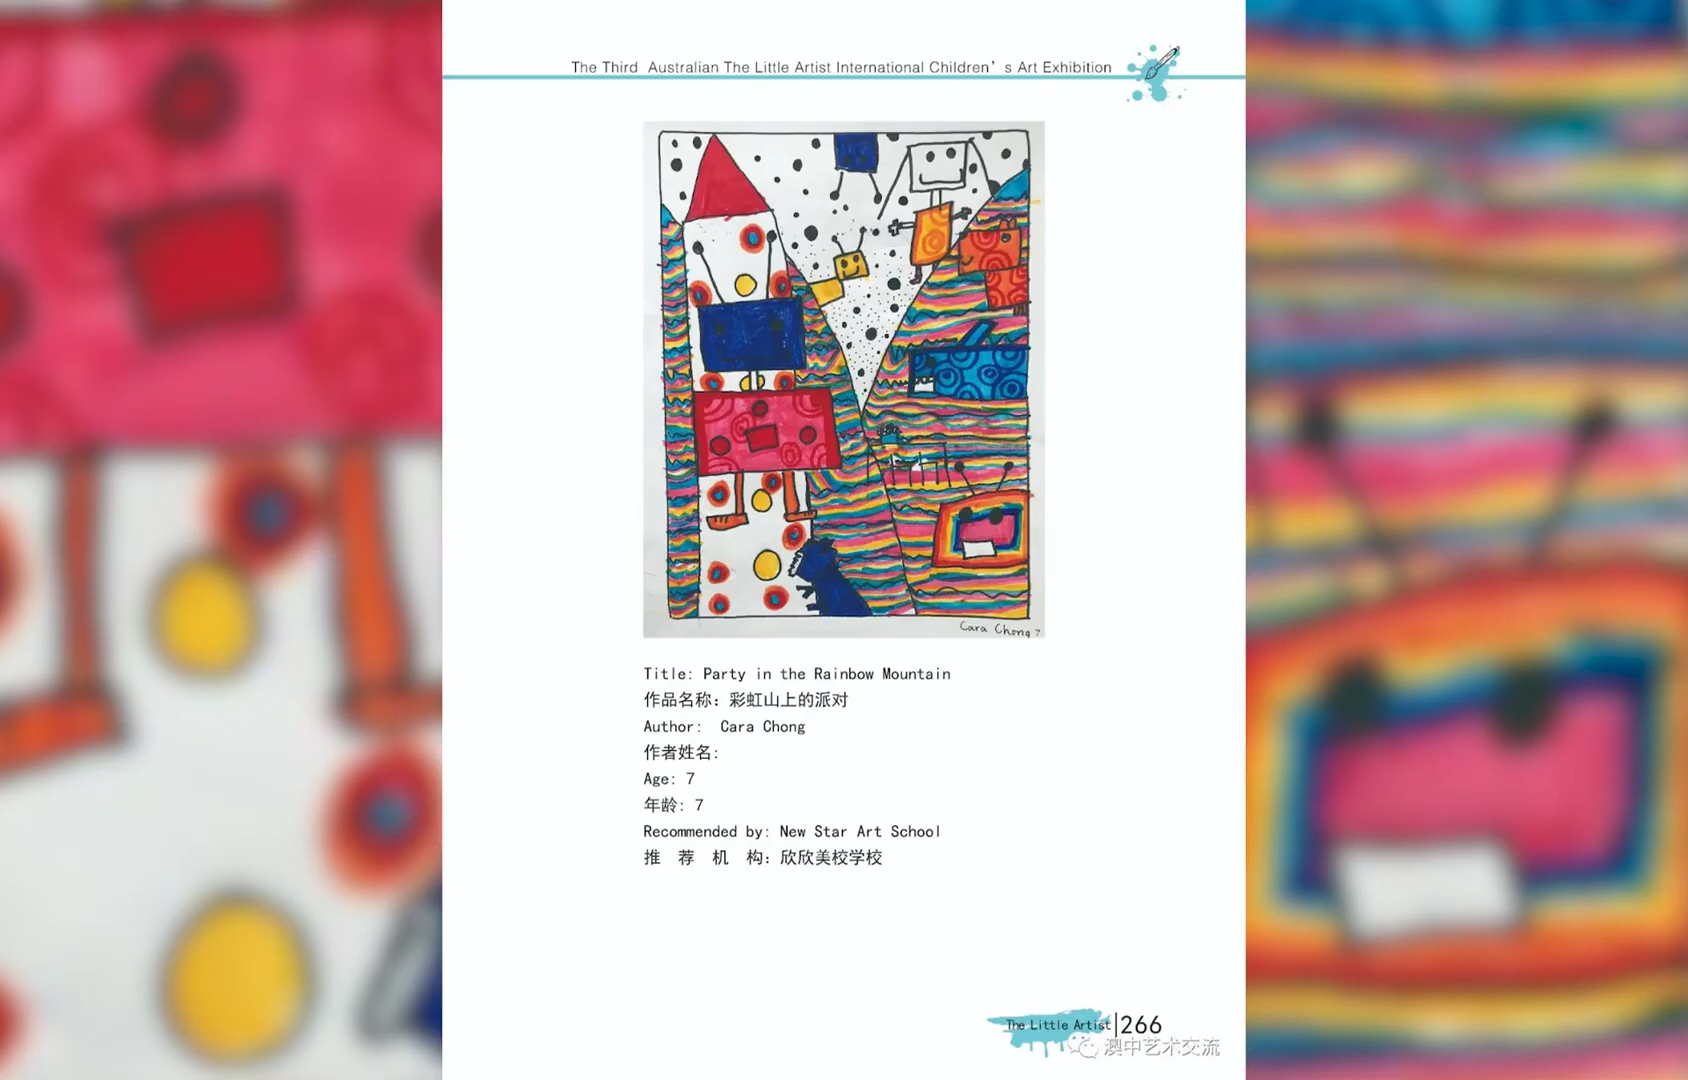 The Third Australian The Little Artist International Children's Art Exhibition
Cara Chong 7
Title: Party in the Rainbow Mountain
作品名称: 彩虹山上的派对
Author: Cara Chong
作者姓名:
Age: 7
年龄: 7
Recommended by: New Star Art School
推 荐 机 构: 欣欣美校学校
The Little Artist 266
澳中艺术交流